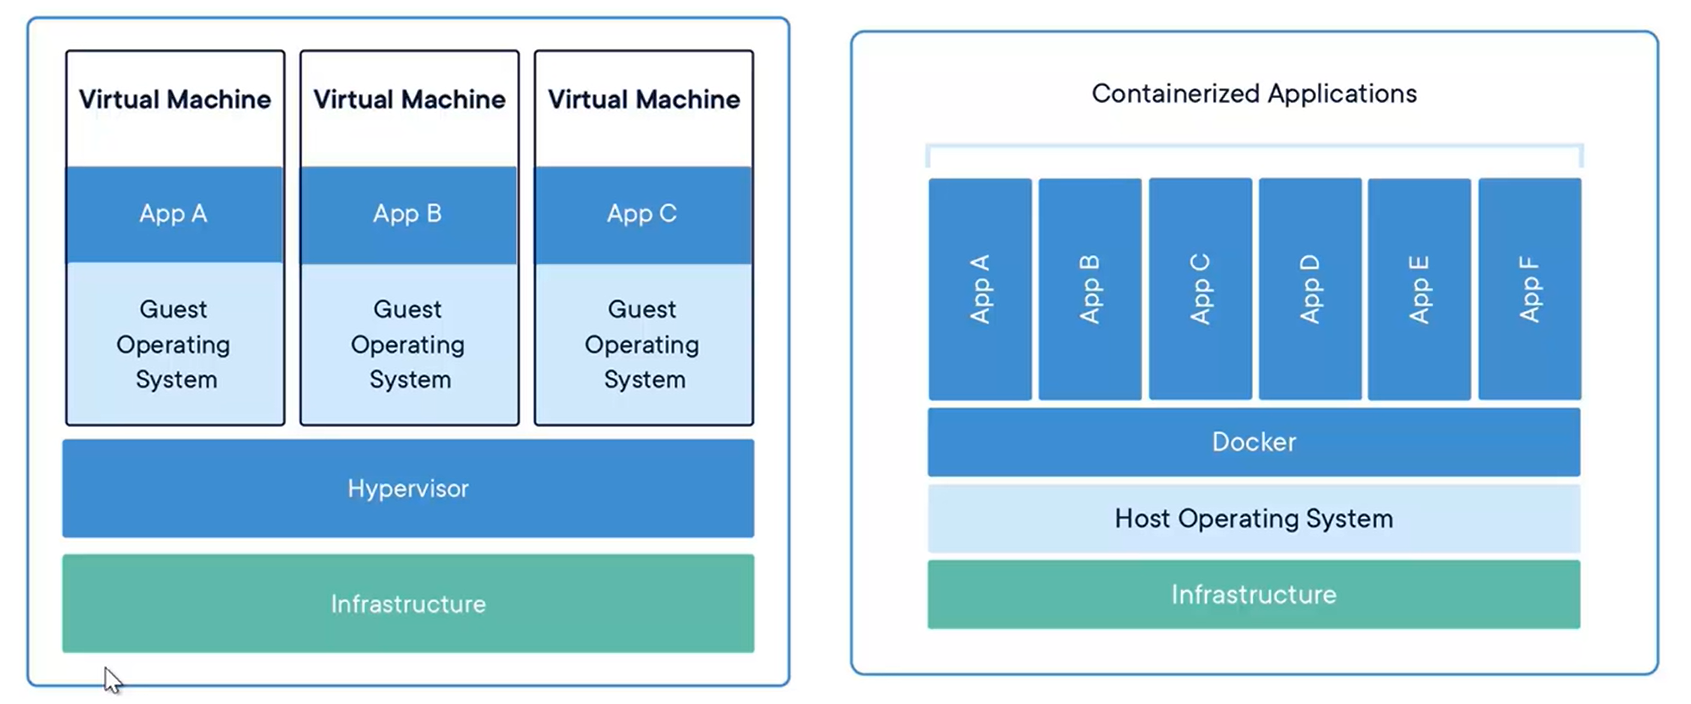 Virtual Machine
App A
Guest
Operating
System
Virtual Machine
App B
Guest
Operating
System
Virtual Machine
App C
Guest
Operating
System
Hypervisor
Infrastructure
Containerized Applications
App A
App B
App C
App D
App E
App F
Docker
Host Operating System
Infrastructure